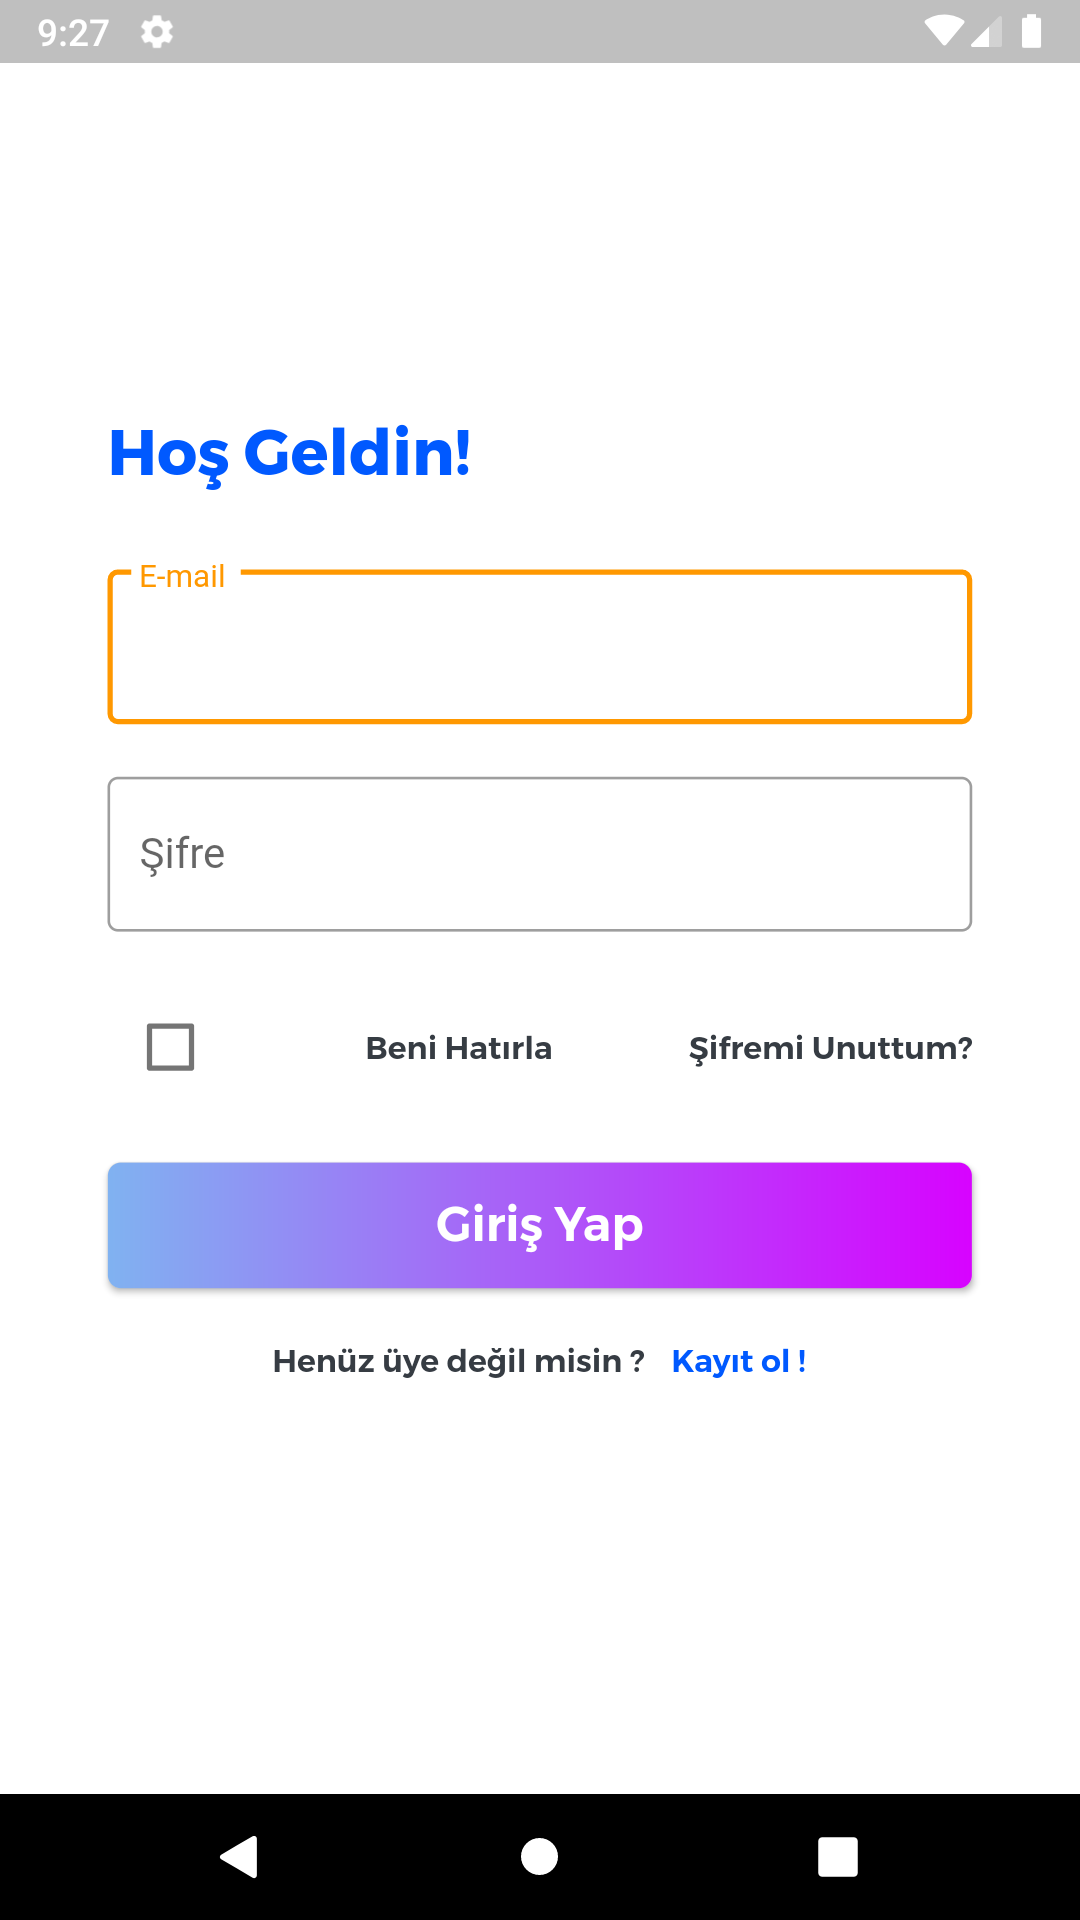 9:27
Hoş Geldin!
E-mail
Şifre
Beni Hatırla Şifremi Unuttum?
Giriş Yap
Henüz üye değil misin ? Kayıt ol !